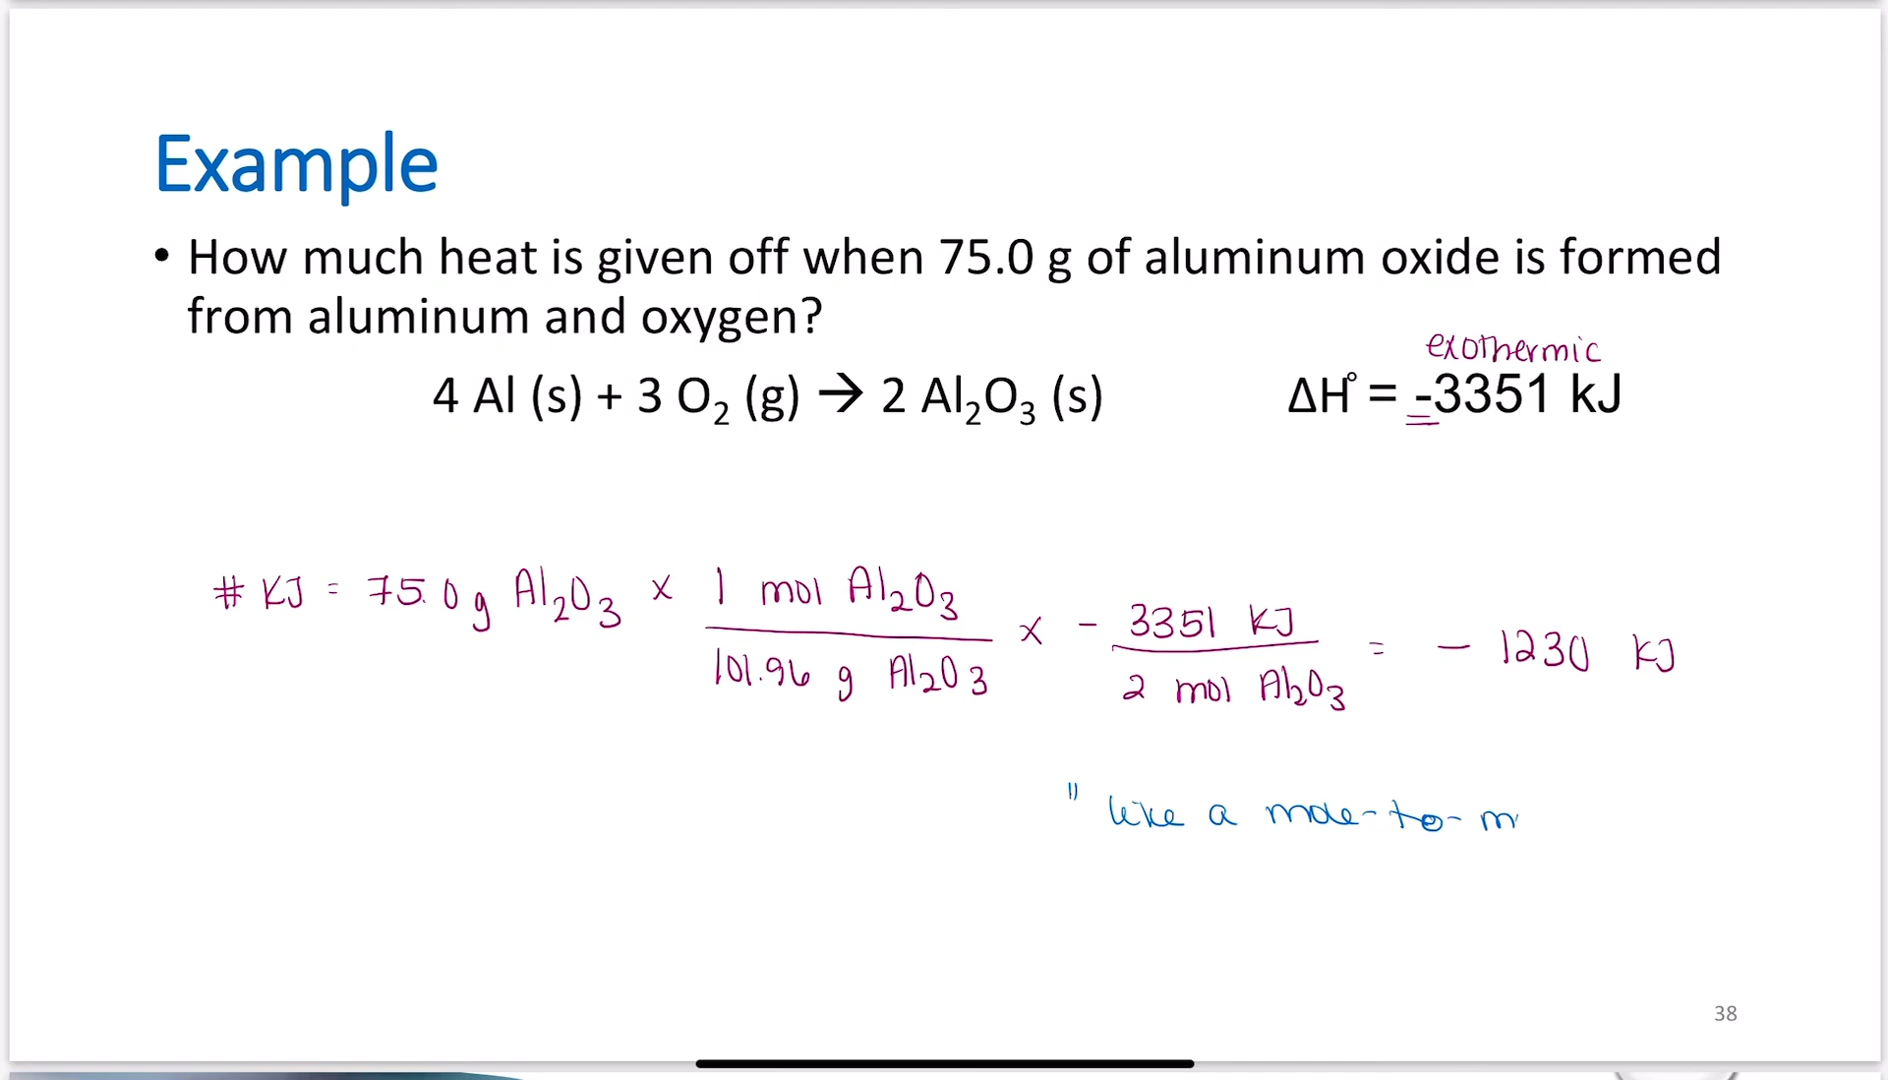 Example
• How much heat is given off when 75.0 g of aluminum oxide is formed
from aluminum and oxygen?
exothermic
4 Al (s) + 3 O₂ (g) → 2 Al₂O₃ (s) ΔH° = -3351 kJ
# KJ = 75.0 g Al₂O₃ x 1 mol Al₂O₃ x - 3351 KJ = - 1230 KJ
101.96 g Al₂O₃ 2 mol Al₂O₃
" like a mole-to-m
38